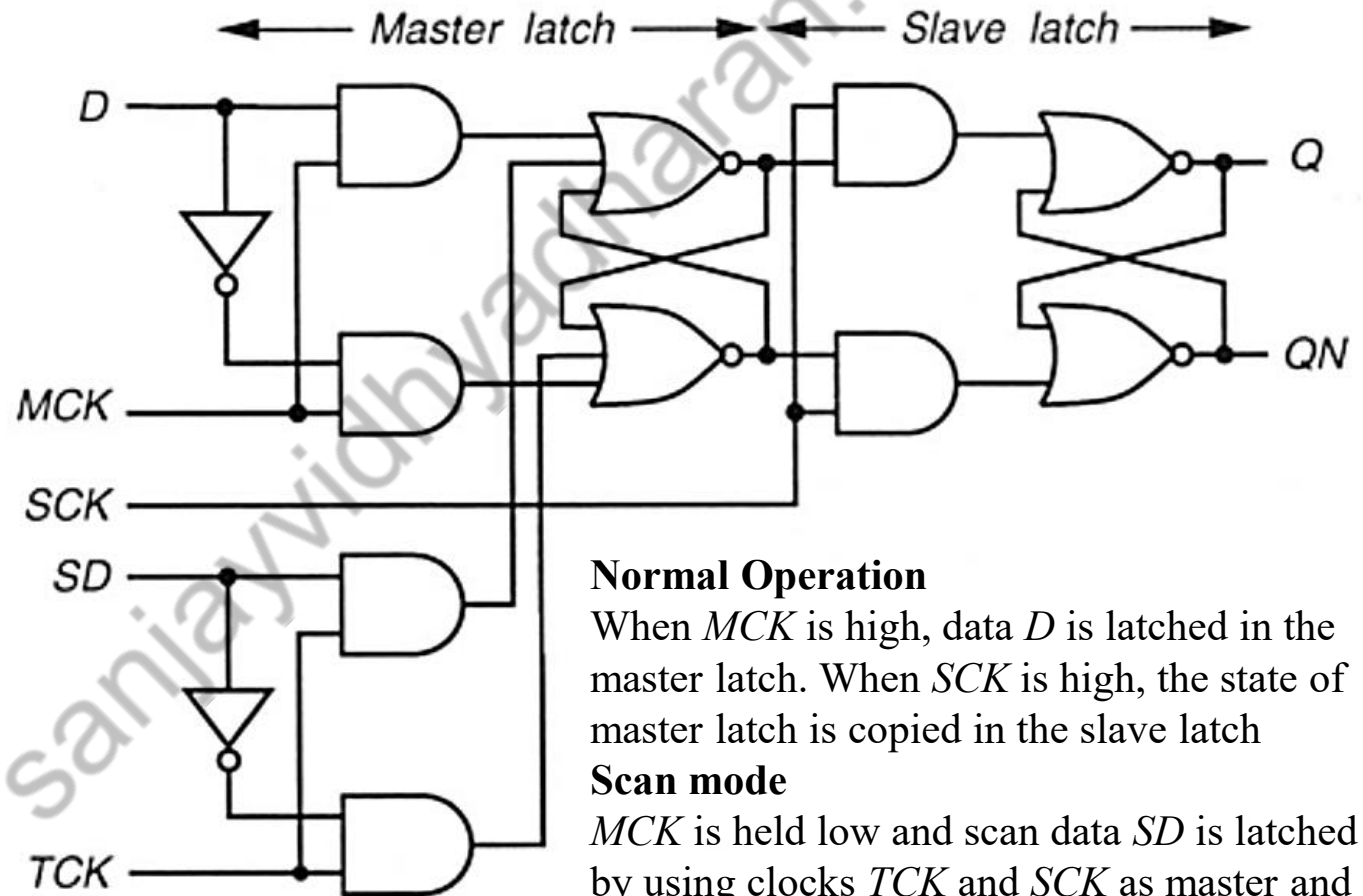 Master latch
Slave latch
D
Q
QN
MCK
SCK
SD
TCK
Normal Operation
When MCK is high, data D is latched in the
master latch. When SCK is high, the state of
master latch is copied in the slave latch
Scan mode
MCK is held low and scan data SD is latched
by using clocks TCK and SCK as master and
sanjayvidhyadharan.